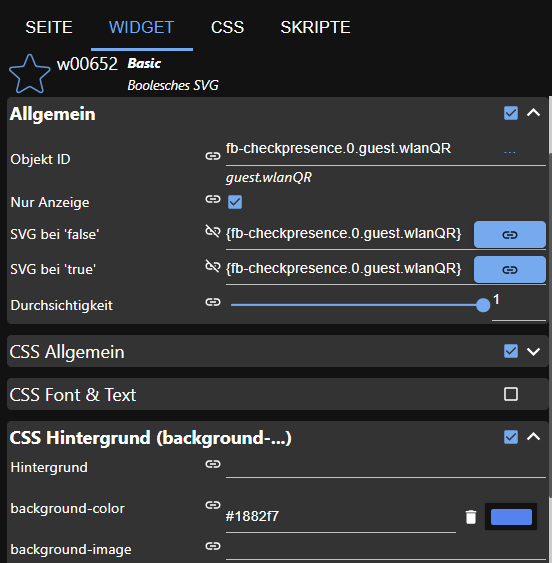 SEITE WIDGET CSS SKRIPTE
w00652 Basic
Boolesches SVG
Allgemein
Objekt ID fb-checkpresence.0.guest.wlanQR ...
guest.wlanQR
Nur Anzeige
SVG bei 'false' {fb-checkpresence.0.guest.wlanQR}
SVG bei 'true' {fb-checkpresence.0.guest.wlanQR}
Durchsichtigkeit 1
CSS Allgemein
CSS Font & Text
CSS Hintergrund (background-...)
Hintergrund
background-color #1882f7
background-image